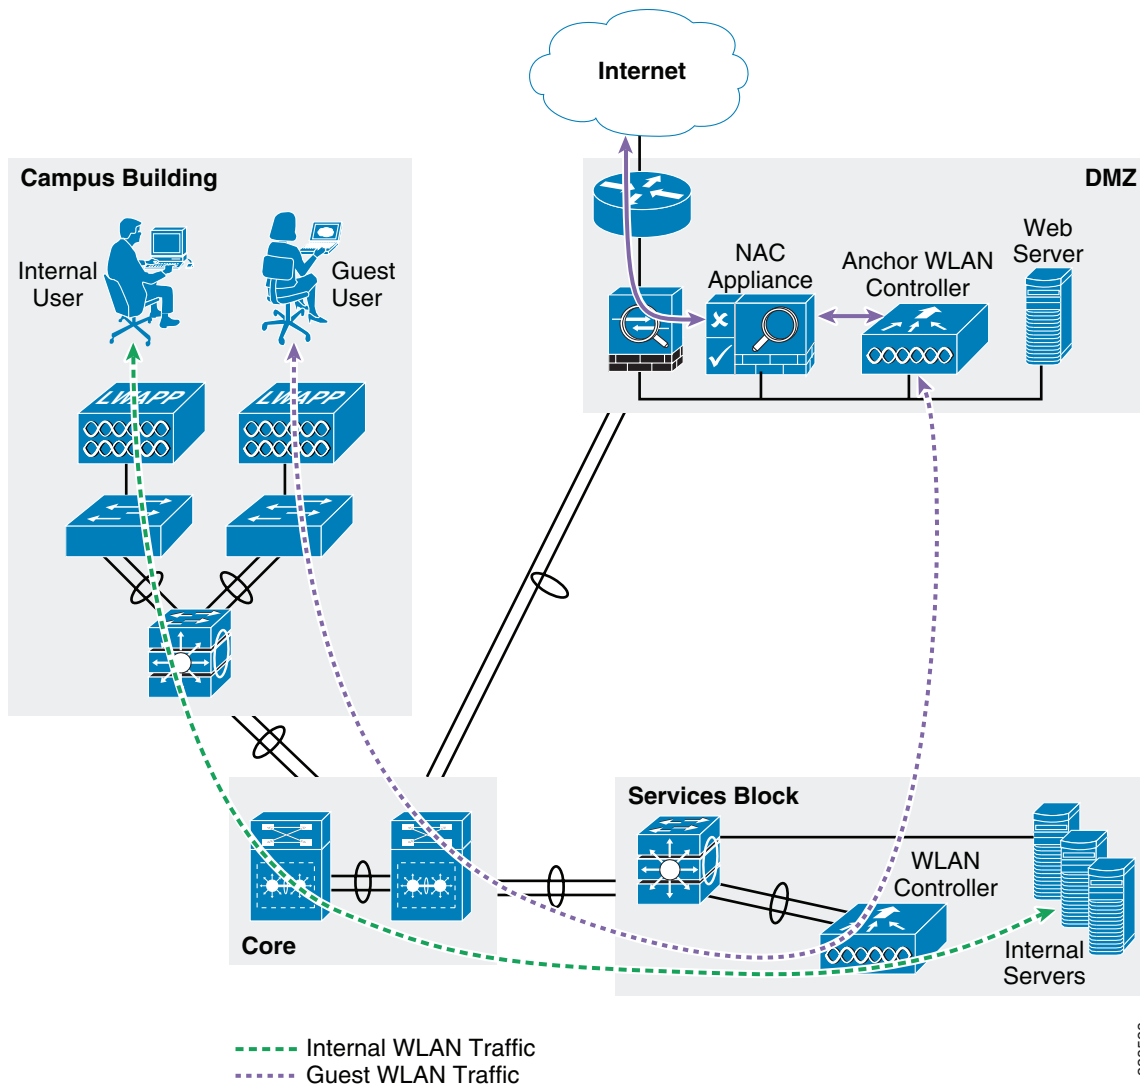 Internet
Campus Building
DMZ
Internal
User
Guest
User
NAC
Appliance
Anchor WLAN
Controller
Web
Server
LWAPP
LWAPP
Services Block
WLAN
Controller
Core
Internal
Servers
Internal WLAN Traffic
Guest WLAN Traffic